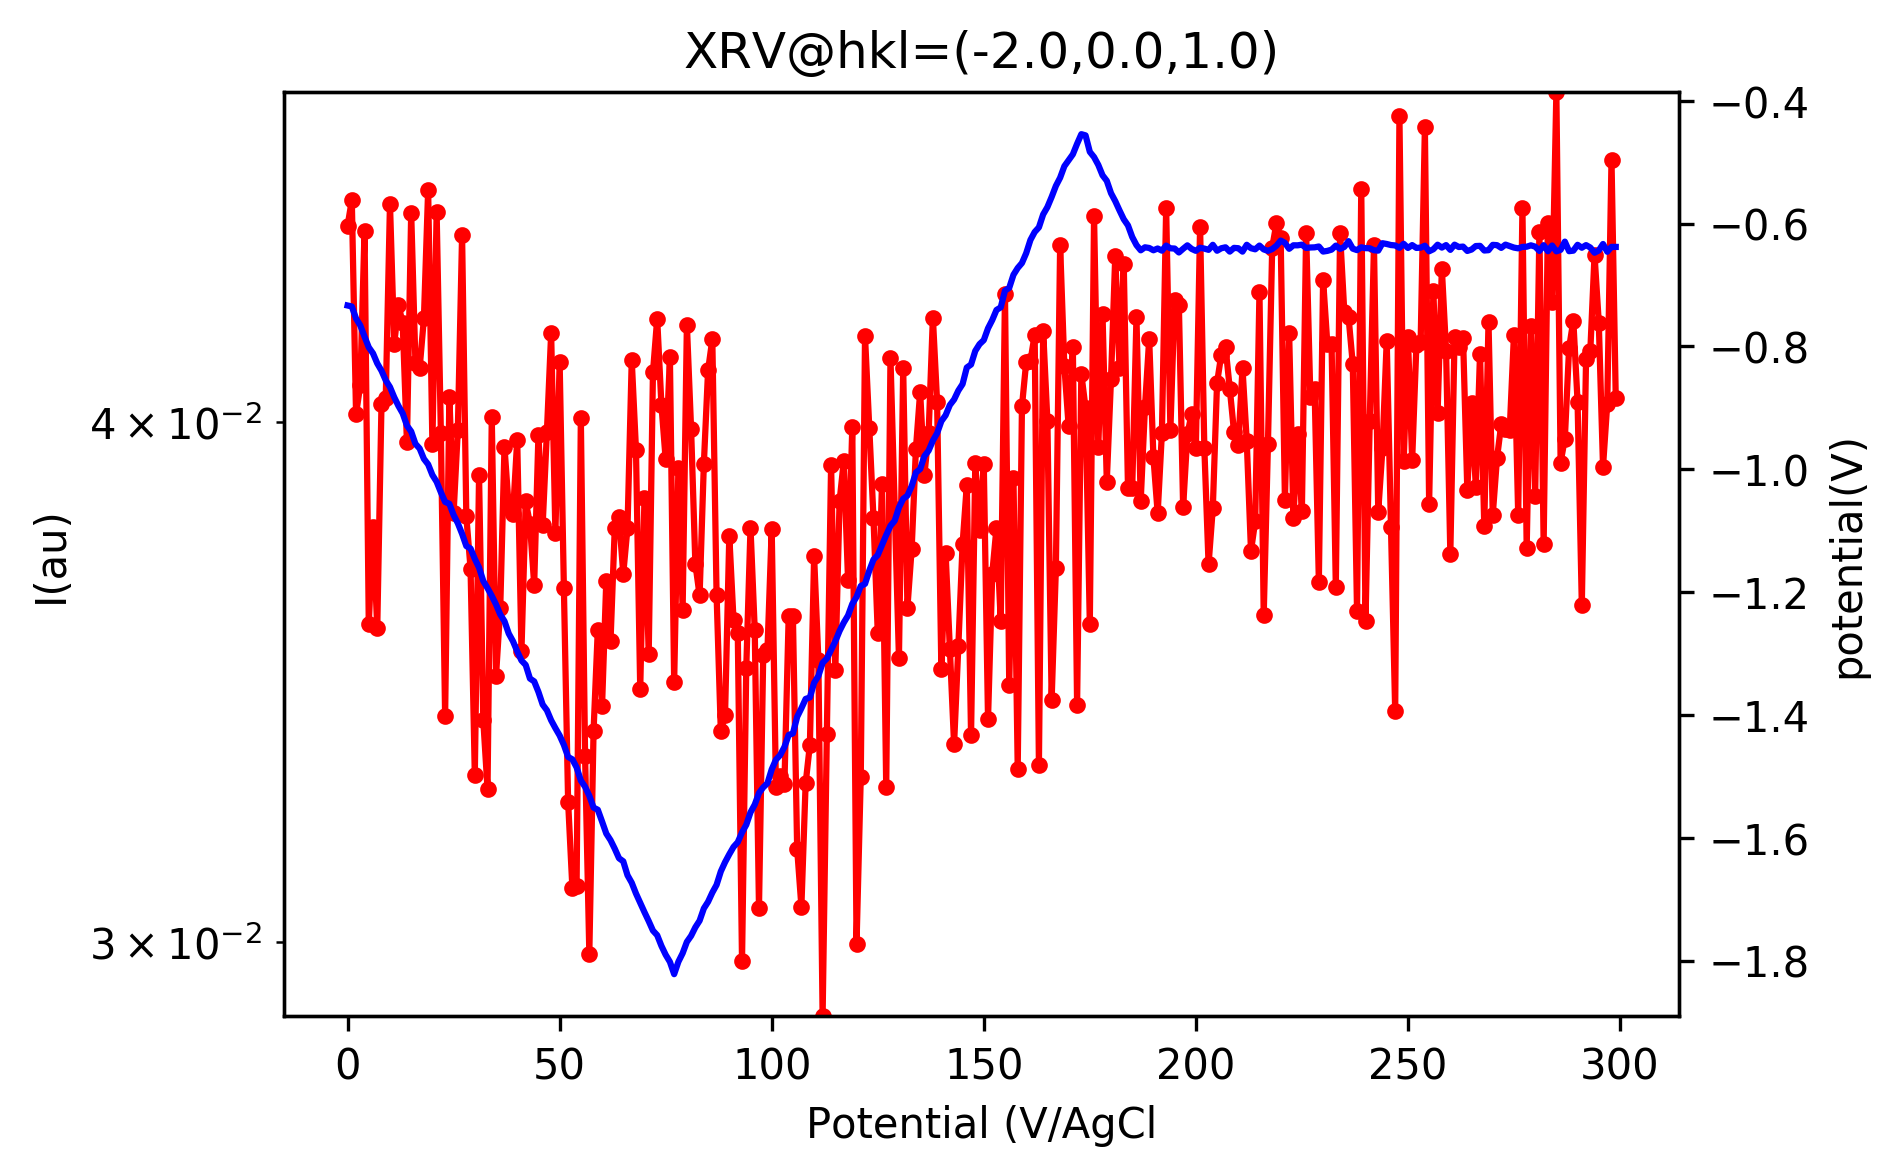 XRV@hkl=(-2.0,0.0,1.0)
I(au)
4 × 10⁻²
3 × 10⁻²
−0.4
−0.6
−0.8
−1.0
−1.2
−1.4
−1.6
−1.8
potential(V)
0 50 100 150 200 250 300
Potential (V/AgCl